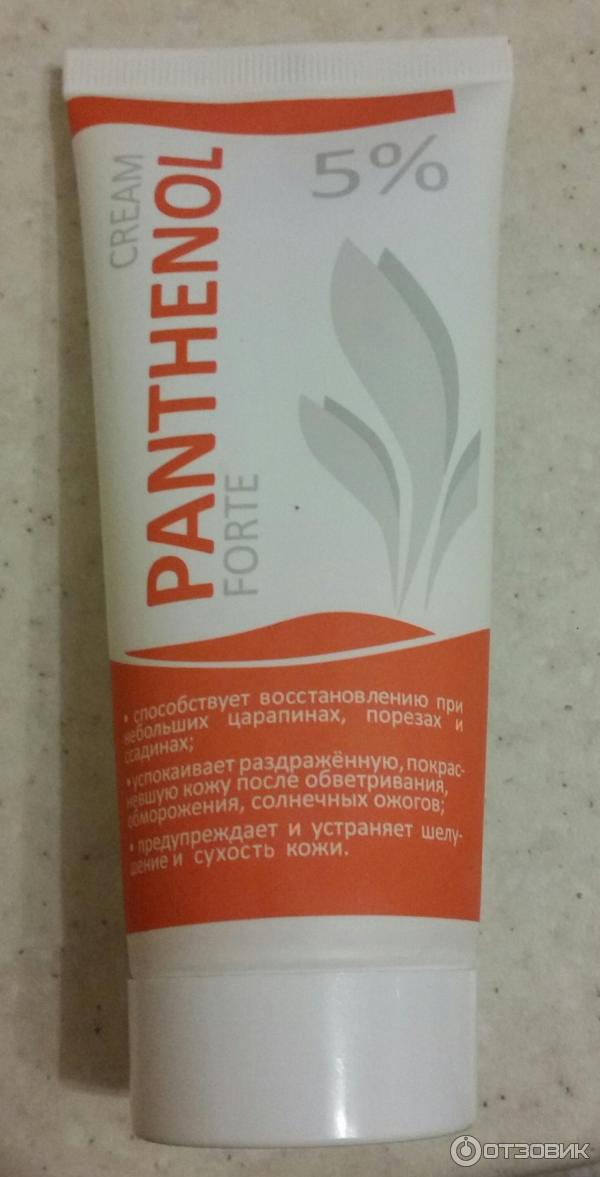 CREAM
PANTHENOL
FORTE
5%
• способствует восстановлению при
небольших царапинах, порезах и
ссадинах;
• успокаивает раздражённую, покрас-
невшую кожу после обветривания,
обморожения, солнечных ожогов;
• предупреждает и устраняет шелу-
шение и сухость кожи.
ОТЗОВИК